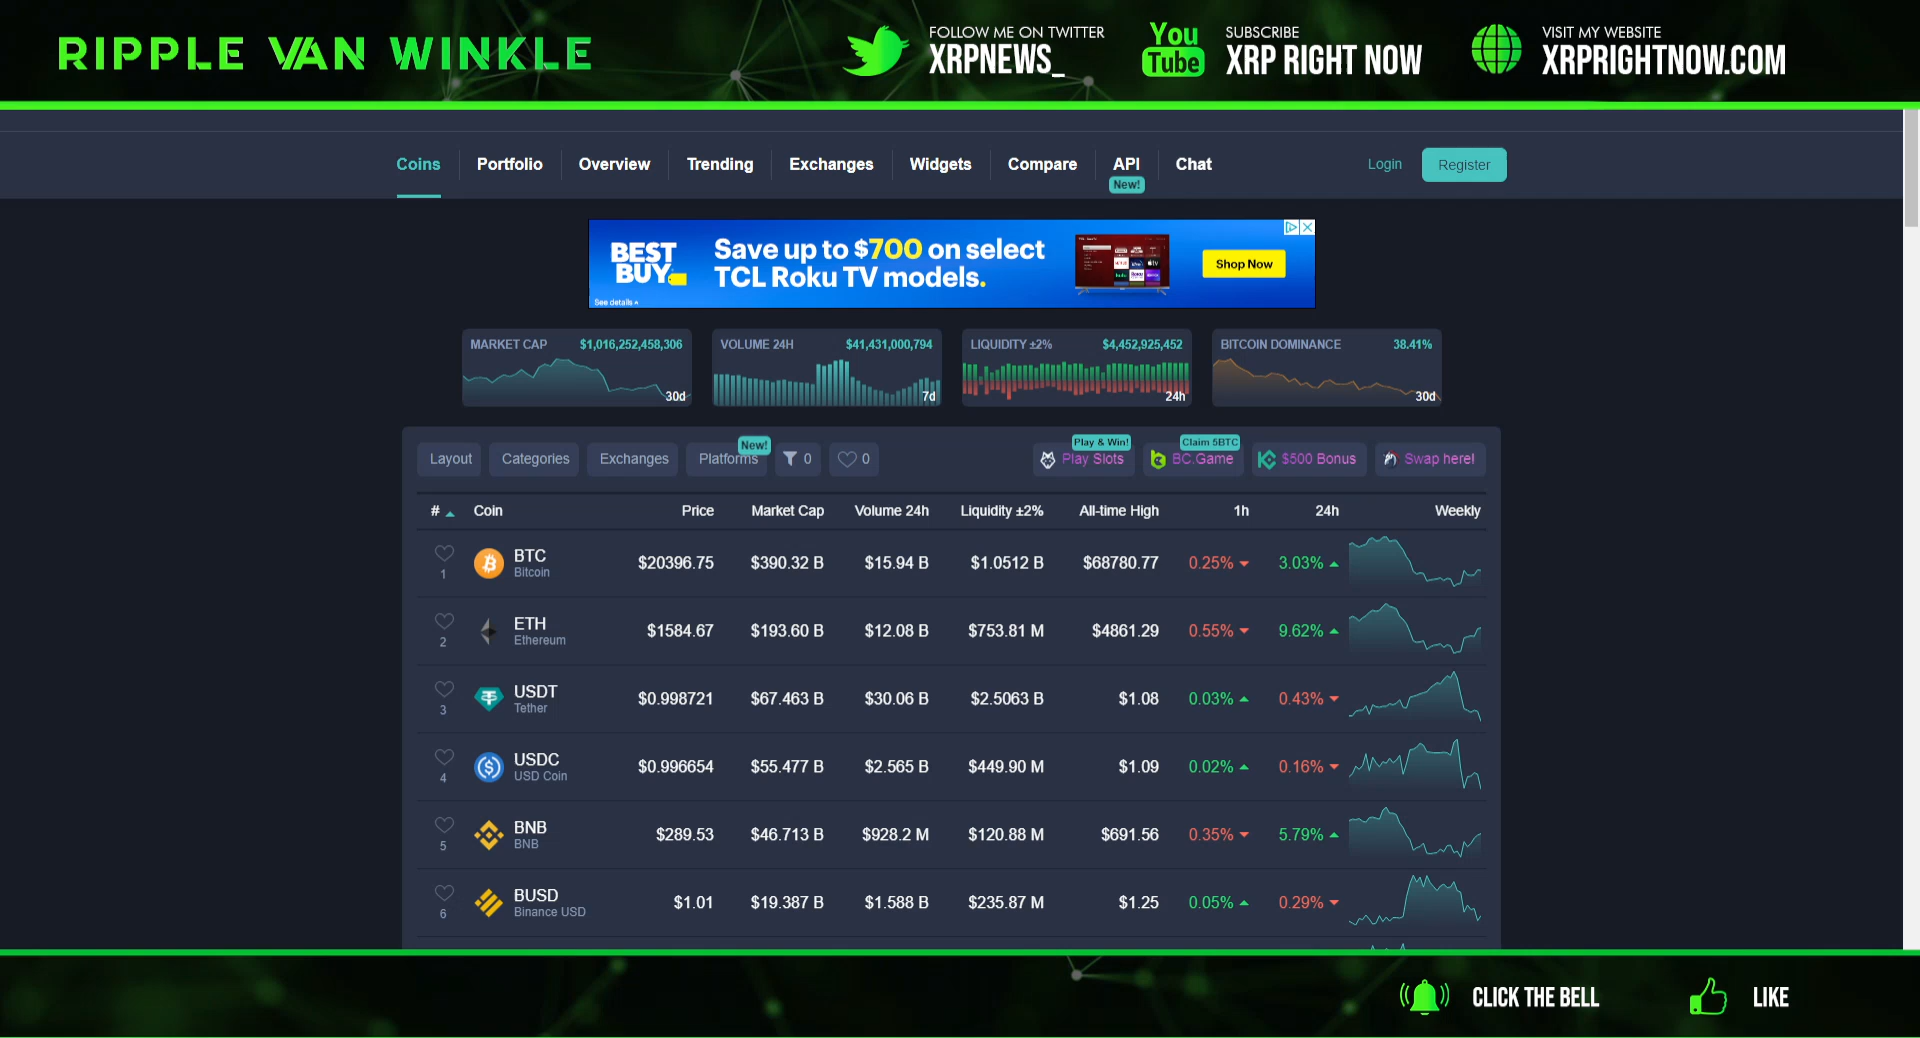 RIPPLE VAN WINKLE
FOLLOW ME ON TWITTER
XRPNEWS_
You
Tube
SUBSCRIBE
XRP RIGHT NOW
VISIT MY WEBSITE
XRPRIGHTNOW.COM
Coins Portfolio Overview Trending Exchanges Widgets Compare API Chat Login Register
New!
BEST
BUY
See details
Save up to $700 on select
TCL Roku TV models.
Shop Now
MARKET CAP $1,016,252,458,306
30d
VOLUME 24H $41,431,000,794
7d
LIQUIDITY ±2% $4,452,925,452
24h
BITCOIN DOMINANCE 38.41%
30d
New! Play & Win! Claim 5BTC
Layout Categories Exchanges Platforms 0 0 Play Slots BC.Game $500 Bonus Swap here!
# Coin Price Market Cap Volume 24h Liquidity ±2% All-time High 1h 24h Weekly
1 BTC Bitcoin $20396.75 $390.32 B $15.94 B $1.0512 B $68780.77 0.25% 3.03%
2 ETH Ethereum $1584.67 $193.60 B $12.08 B $753.81 M $4861.29 0.55% 9.62%
3 USDT Tether $0.998721 $67.463 B $30.06 B $2.5063 B $1.08 0.03% 0.43%
4 USDC USD Coin $0.996654 $55.477 B $2.565 B $449.90 M $1.09 0.02% 0.16%
5 BNB BNB $289.53 $46.713 B $928.2 M $120.88 M $691.56 0.35% 5.79%
6 BUSD Binance USD $1.01 $19.387 B $1.588 B $235.87 M $1.25 0.05% 0.29%
CLICK THE BELL
LIKE